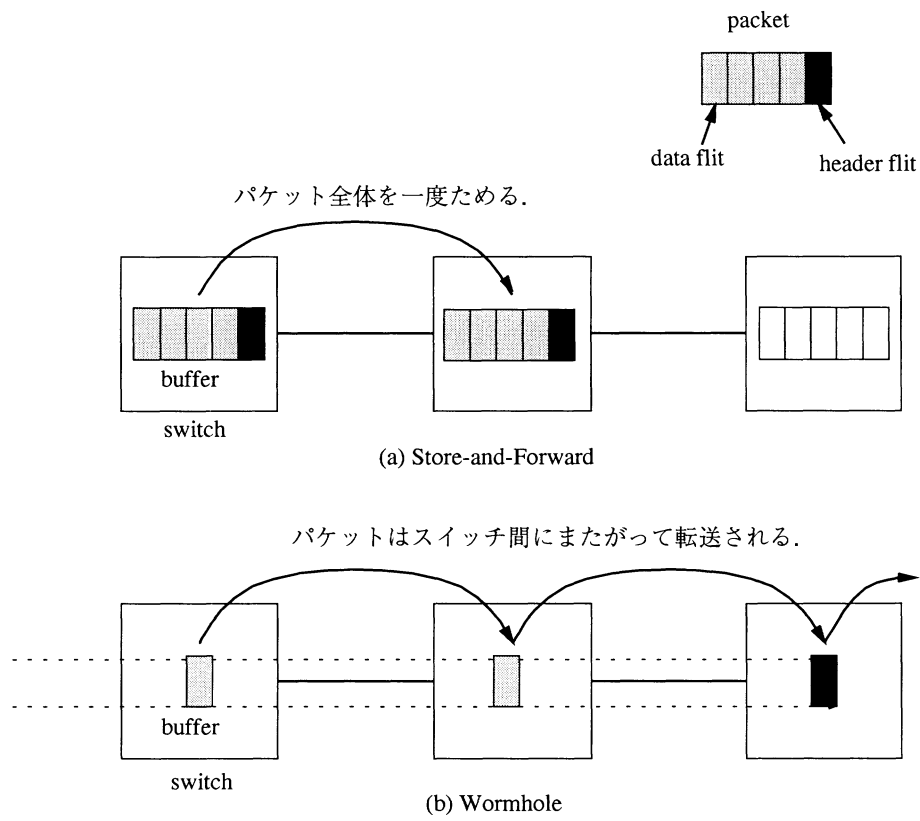 packet
data flit
header flit
パケット全体を一度ためる.
buffer
switch
(a) Store-and-Forward
パケットはスイッチ間にまたがって転送される.
buffer
switch
(b) Wormhole